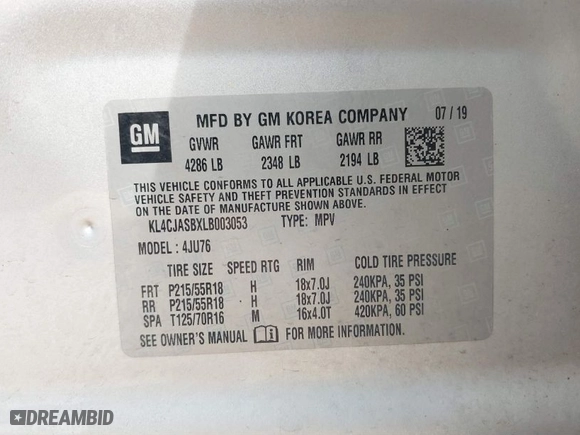 GM
MFD BY GM KOREA COMPANY 07/19
GVWR GAWR FRT GAWR RR
4286 LB 2348 LB 2194 LB
THIS VEHICLE CONFORMS TO ALL APPLICABLE U.S. FEDERAL MOTOR
VEHICLE SAFETY AND THEFT PREVENTION STANDARDS IN EFFECT
ON THE DATE OF MANUFACTURE SHOWN ABOVE.
KL4CJASBXLB003053 TYPE: MPV
MODEL: 4JU76
TIRE SIZE SPEED RTG RIM COLD TIRE PRESSURE
FRT P215/55R18 H 18x7.0J 240KPA, 35 PSI
RR P215/55R18 H 18x7.0J 240KPA, 35 PSI
SPA T125/70R16 M 16x4.0T 420KPA, 60 PSI
SEE OWNER'S MANUAL FOR MORE INFORMATION
DREAMBID